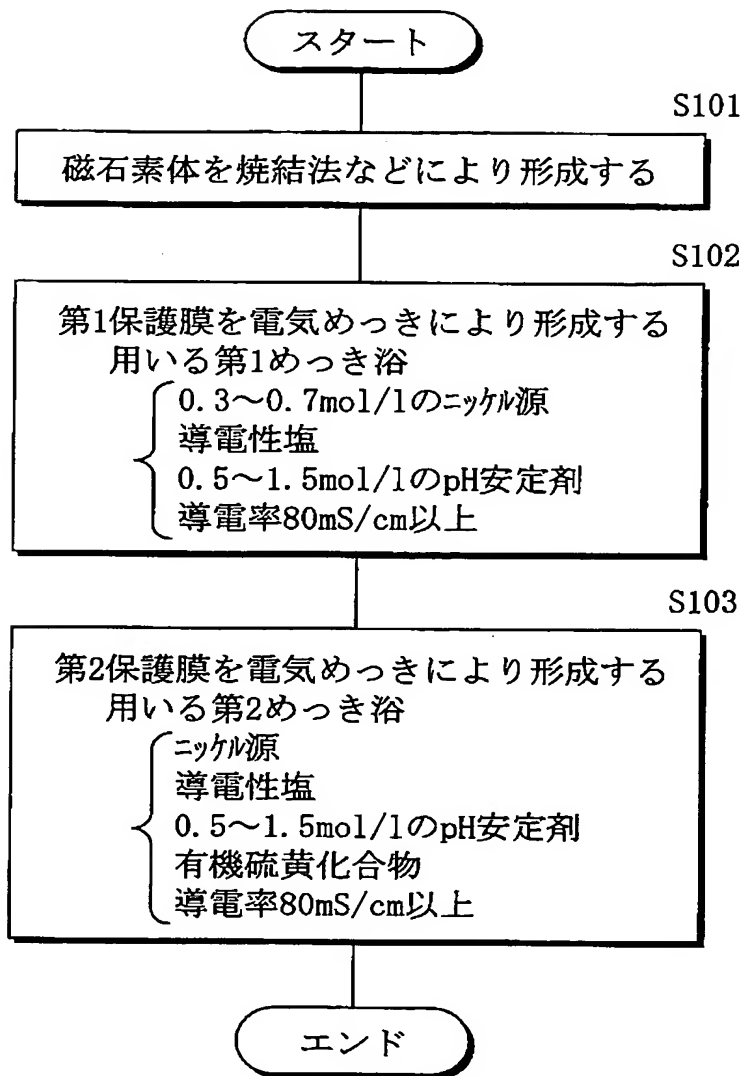 スタート
S101
磁石素体を焼結法などにより形成する
S102
第1保護膜を電気めっきにより形成する
用いる第1めっき浴
0.3～0.7mol/lのﾆｯｹﾙ源
導電性塩
0.5～1.5mol/lのpH安定剤
導電率80mS/cm以上
S103
第2保護膜を電気めっきにより形成する
用いる第2めっき浴
ﾆｯｹﾙ源
導電性塩
0.5～1.5mol/lのpH安定剤
有機硫黄化合物
導電率80mS/cm以上
エンド